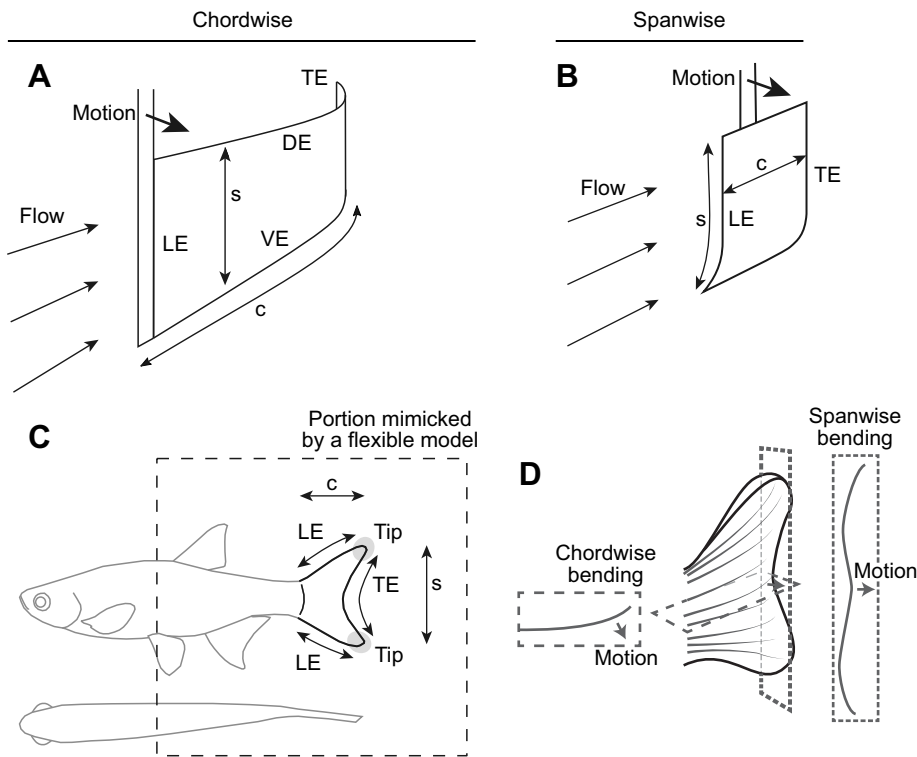 Chordwise
Spanwise
A
TE
Motion
DE
s
Flow
LE
VE
c
B
Motion
c
TE
Flow
s
LE
C
Portion mimicked
by a flexible model
c
LE
Tip
TE
s
LE
Tip
D
Spanwise
bending
Chordwise
bending
Motion
Motion